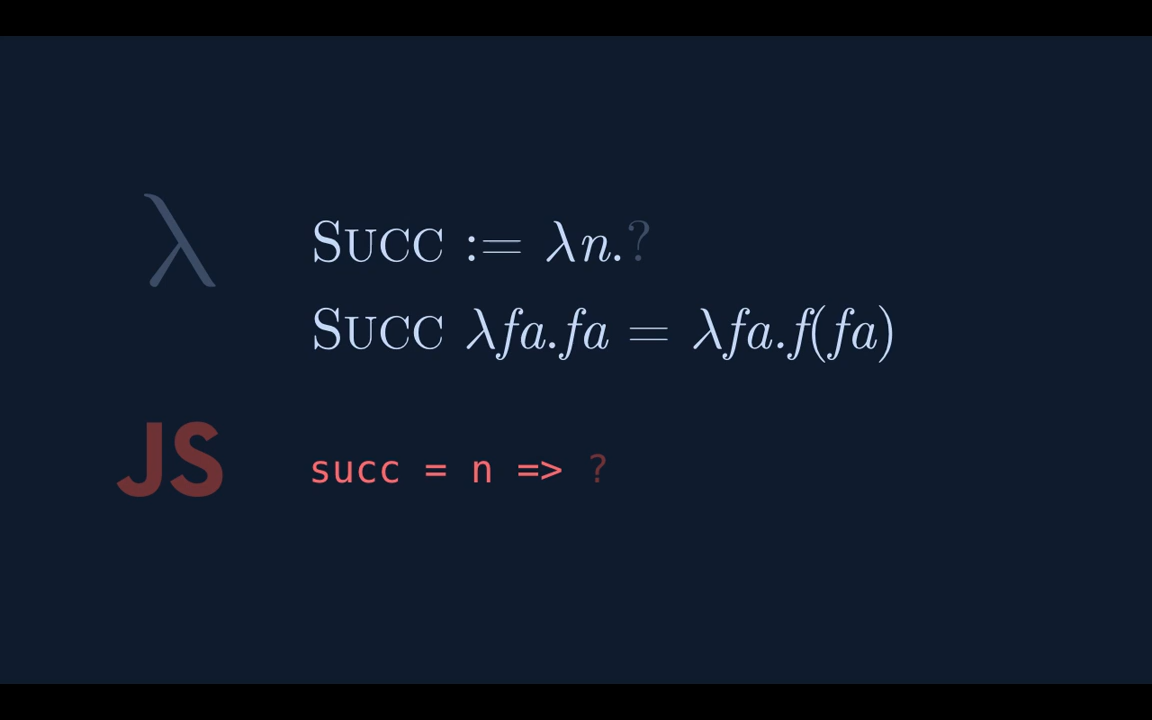 λ
SUCC := λn.?
SUCC λfa.fa = λfa.f(fa)
JS
succ = n => ?